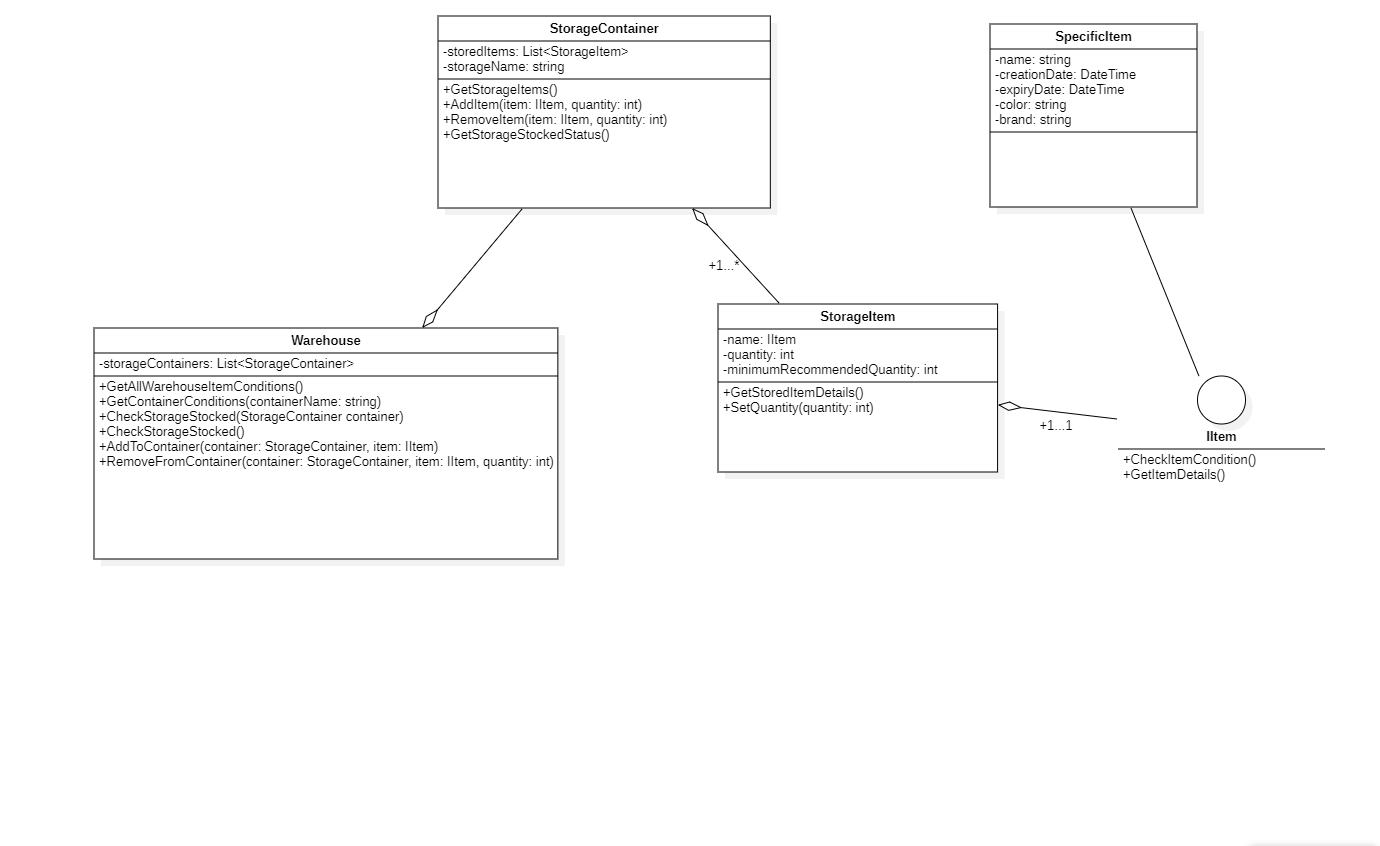 StorageContainer
-storedItems: List<StorageItem>
-storageName: string
+GetStorageItems()
+AddItem(item: IItem, quantity: int)
+RemoveItem(item: IItem, quantity: int)
+GetStorageStockedStatus()
SpecificItem
-name: string
-creationDate: DateTime
-expiryDate: DateTime
-color: string
-brand: string
+1...*
Warehouse
-storageContainers: List<StorageContainer>
+GetAllWarehouseItemConditions()
+GetContainerConditions(containerName: string)
+CheckStorageStocked(StorageContainer container)
+CheckStorageStocked()
+AddToContainer(container: StorageContainer, item: IItem)
+RemoveFromContainer(container: StorageContainer, item: IItem, quantity: int)
StorageItem
-name: IItem
-quantity: int
-minimumRecommendedQuantity: int
+GetStoredItemDetails()
+SetQuantity(quantity: int)
+1...1
IItem
+CheckItemCondition()
+GetItemDetails()